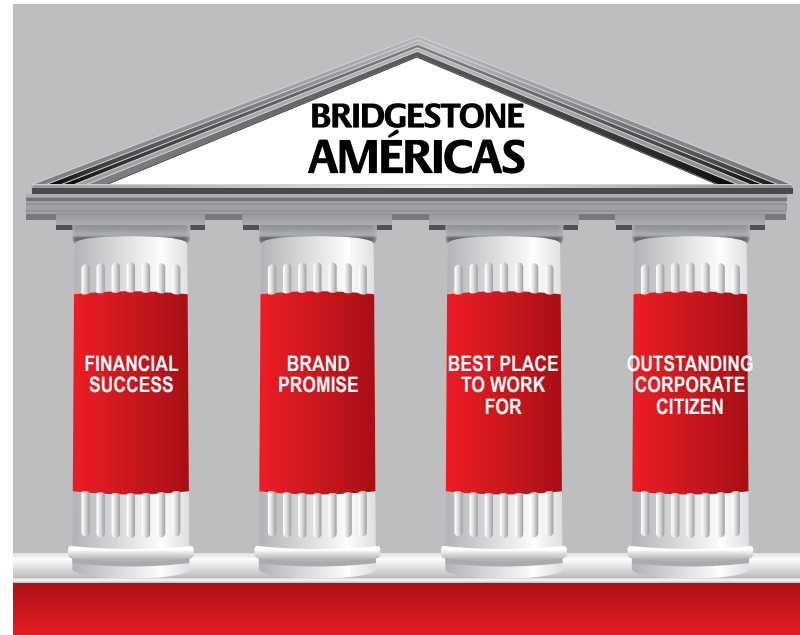 BRIDGESTONE
AMÉRICAS
FINANCIAL
SUCCESS
BRAND
PROMISE
BEST PLACE
TO WORK
FOR
OUTSTANDING
CORPORATE
CITIZEN